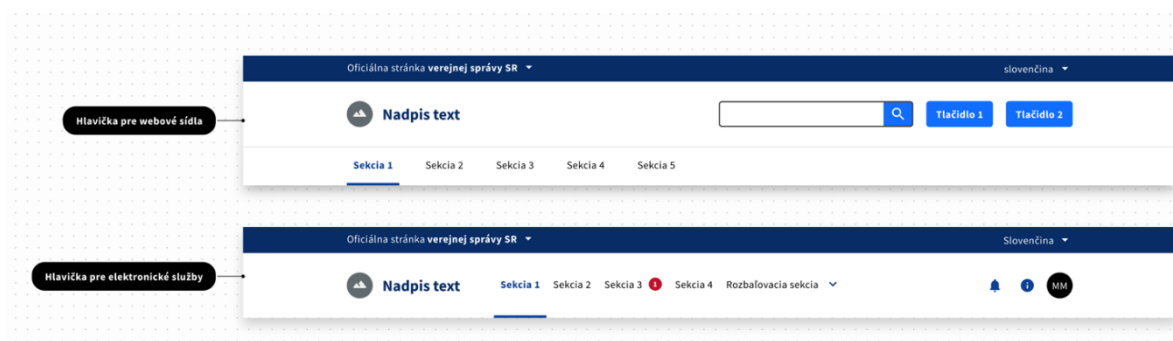 Oficiálna stránka verejnej správy SR slovenčina
Hlavička pre webové sídla
Nadpis text Tlačidlo 1 Tlačidlo 2
Sekcia 1 Sekcia 2 Sekcia 3 Sekcia 4 Sekcia 5
Oficiálna stránka verejnej správy SR Slovenčina
Hlavička pre elektronické služby
Nadpis text Sekcia 1 Sekcia 2 Sekcia 3 1 Sekcia 4 Rozbaľovacia sekcia MM